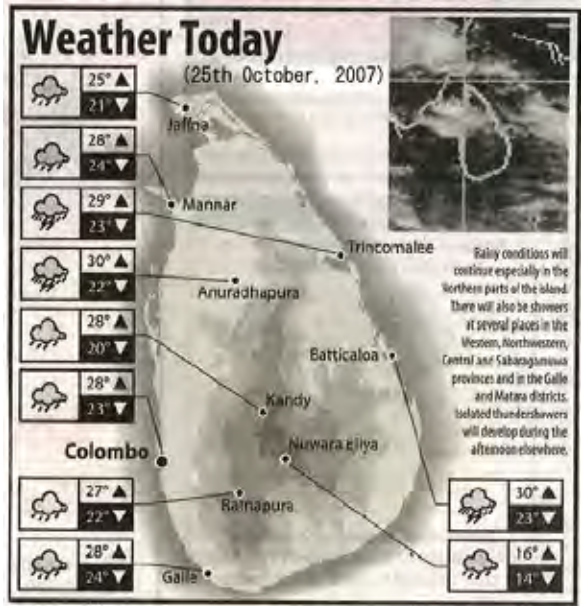 Weather Today
(25th October, 2007)
25° ▲
21° ▼
28° ▲
24° ▼
29° ▲
23° ▼
30° ▲
22° ▼
28° ▲
20° ▼
28° ▲
23° ▼
27° ▲
22° ▼
28° ▲
24° ▼
Jaffna
Mannar
Trincomalee
Anuradhapura
Batticaloa
Kandy
Nuwara Eliya
Colombo
Ratnapura
Galle
Rainy conditions will
continue especially in the
Northern parts of the island.
There will also be showers
at several places in the
Western, Northwestern,
Central and Sabaragamuwa
provinces and in the Galle
and Matara districts.
Isolated thundershowers
will develop during the
afternoon elsewhere.
30° ▲
23° ▼
16° ▲
14° ▼